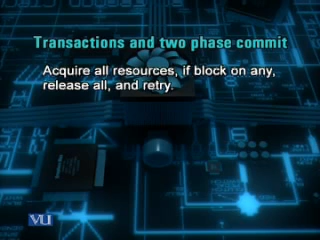 Transactions and two phase commit
Acquire all resources, if block on any,
release all, and retry.
VU